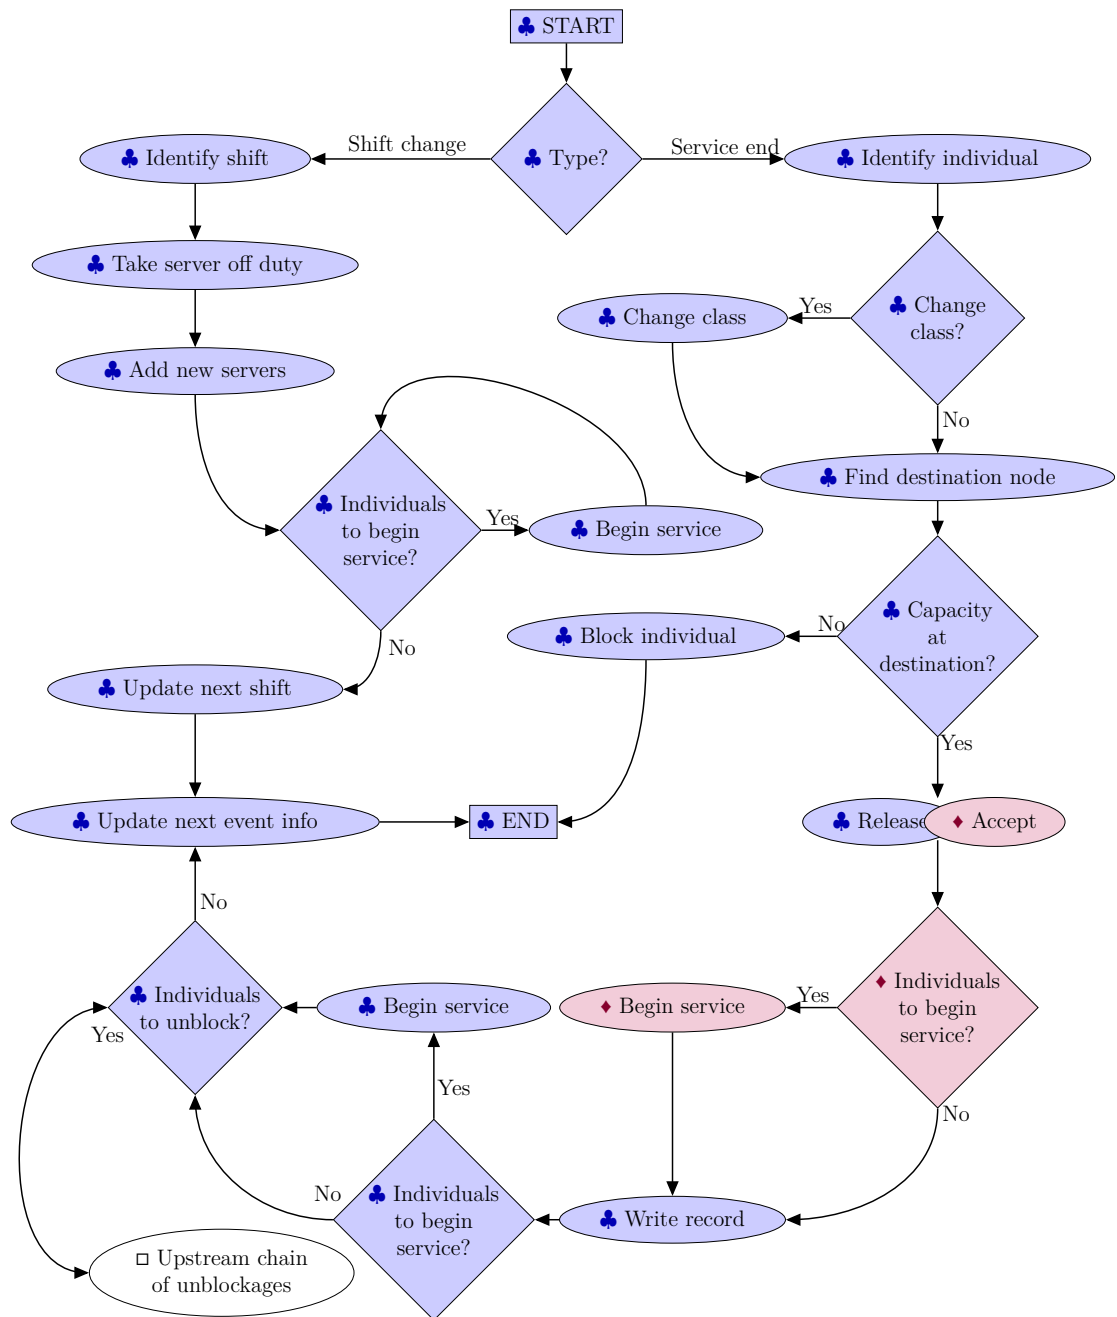 ♣ START
Shift change
Service end
♣ Identify shift
♣ Type?
♣ Identify individual
♣ Take server off duty
Yes
♣ Change class
♣ Change
class?
♣ Add new servers
No
♣ Find destination node
♣ Individuals
to begin
service?
Yes
♣ Begin service
No
♣ Block individual
No
♣ Capacity
at
destination?
♣ Update next shift
Yes
♣ Update next event info
♣ END
♣ Release
♦ Accept
No
♣ Individuals
to unblock?
Yes
♣ Begin service
♦ Begin service
Yes
♦ Individuals
to begin
service?
Yes
No
No
♣ Individuals
to begin
service?
♣ Write record
□ Upstream chain
of unblockages